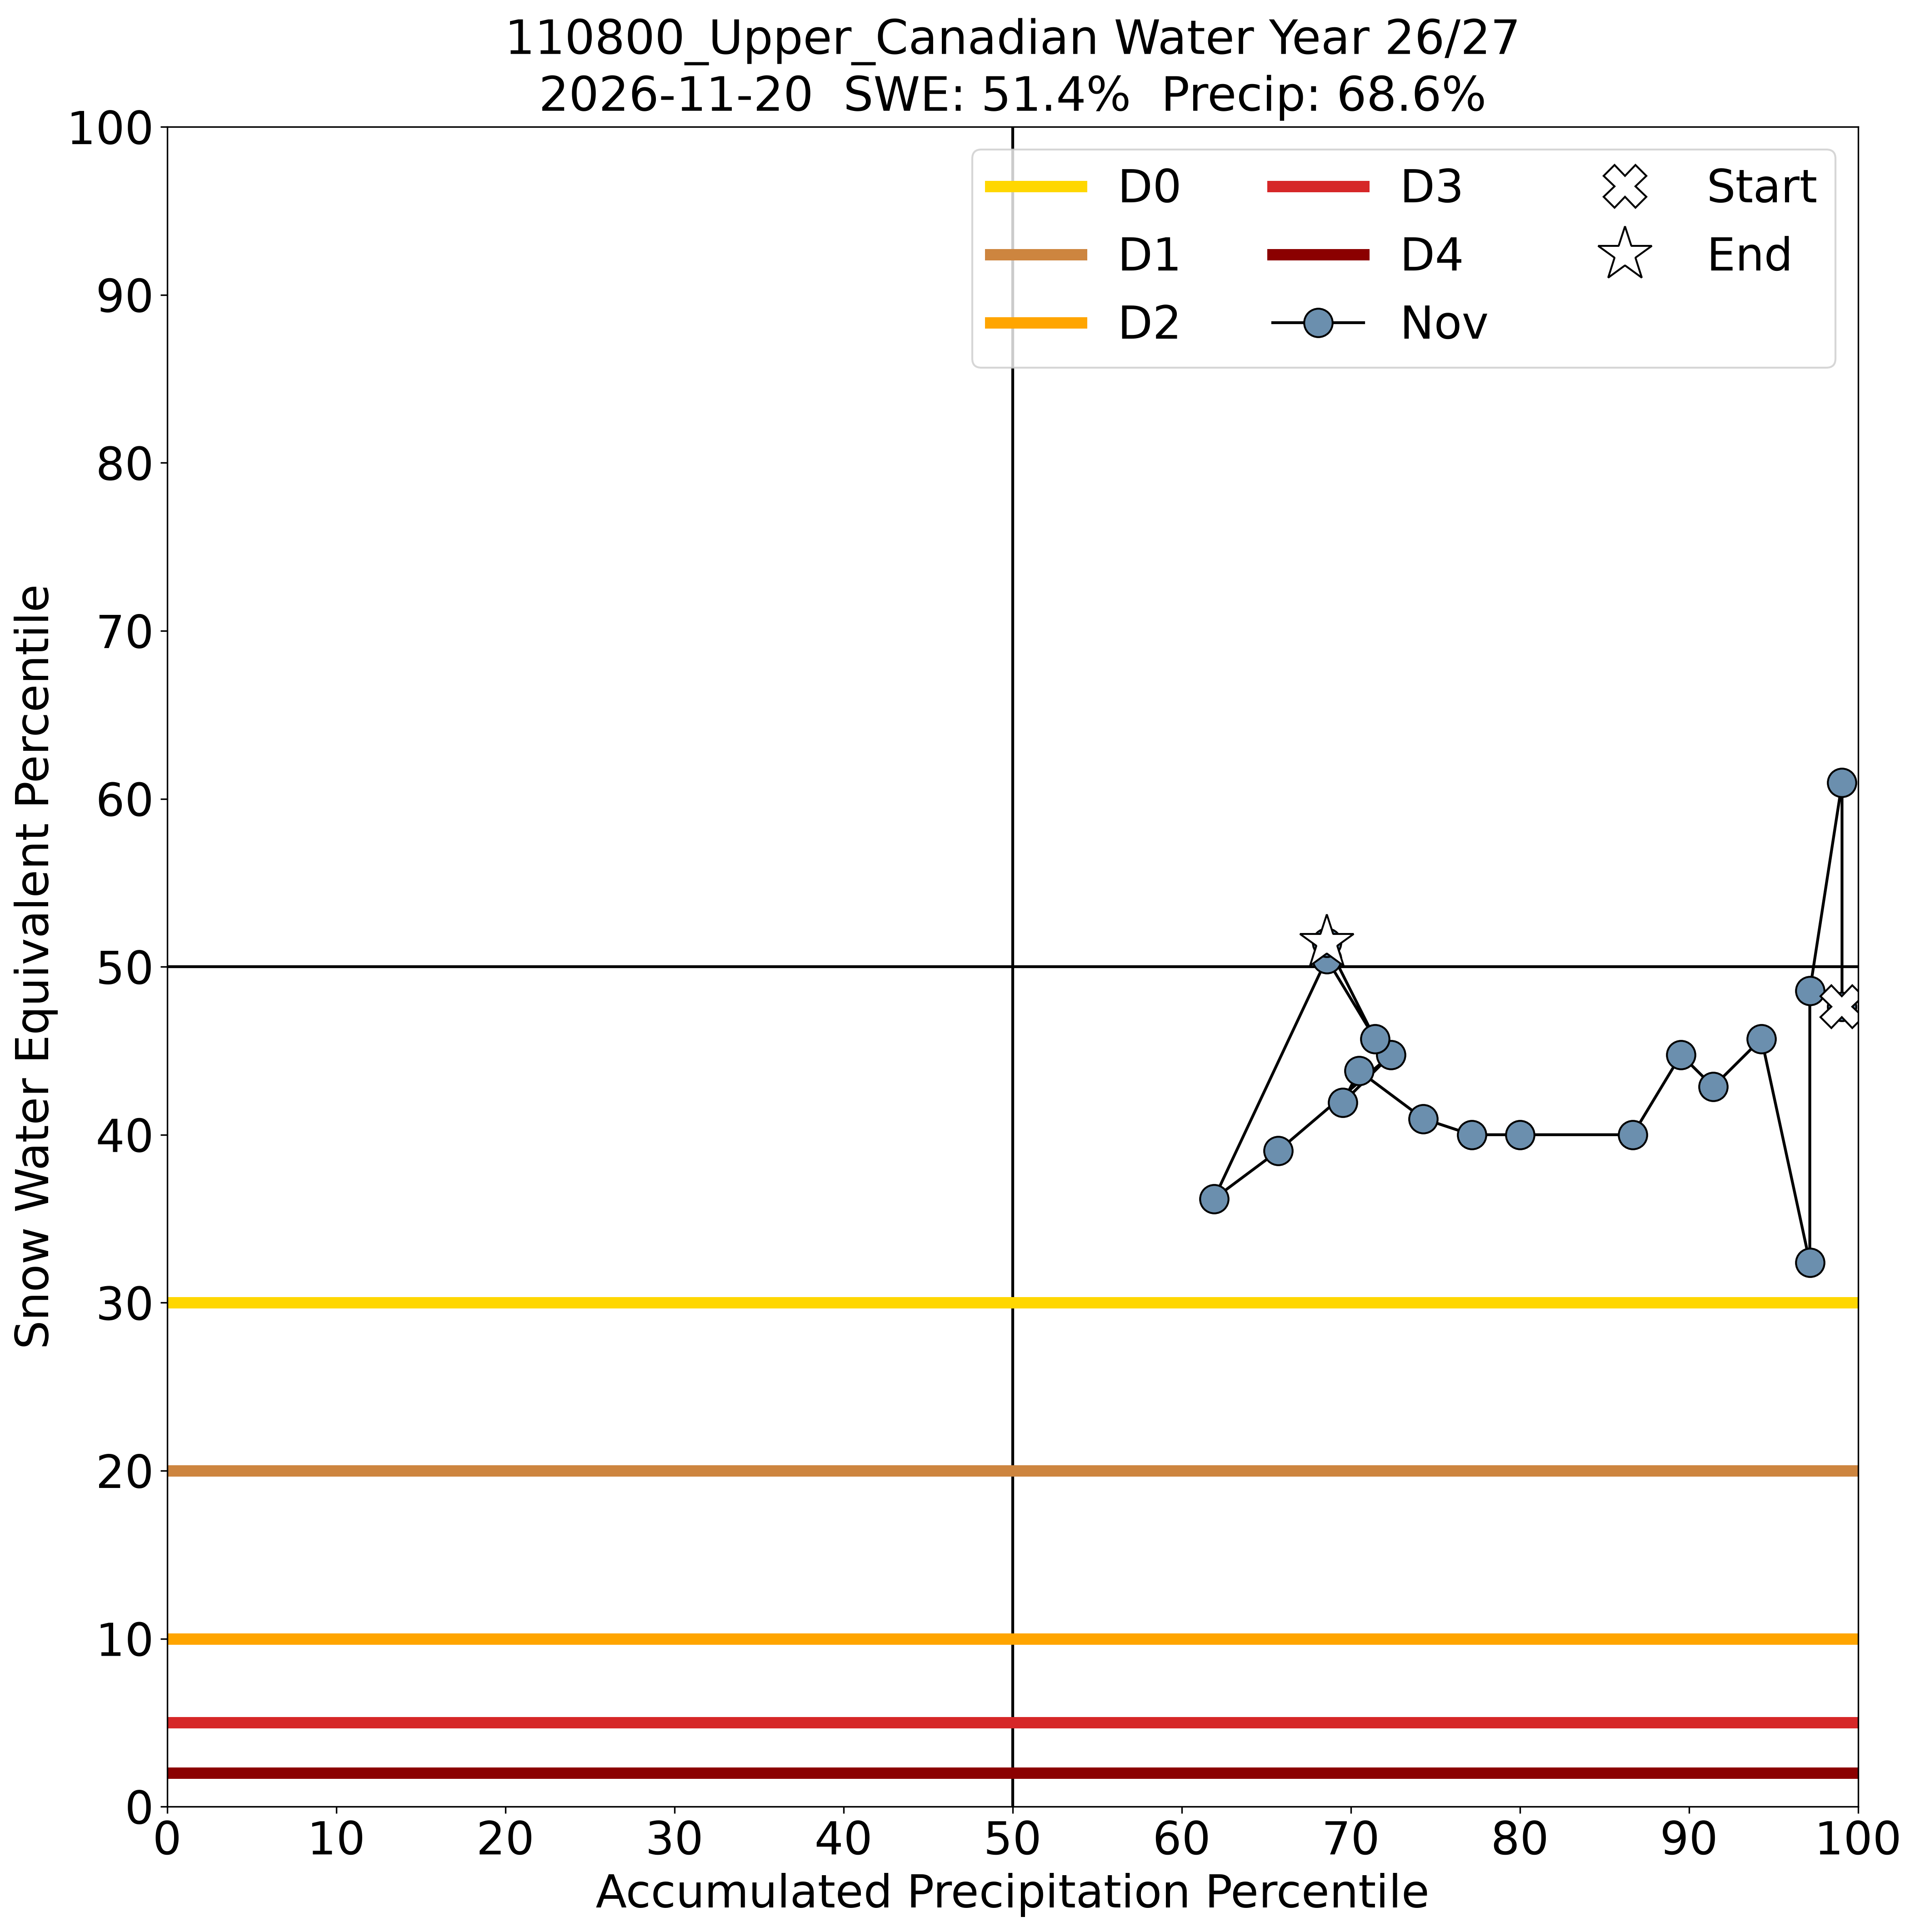 110800_Upper_Canadian Water Year 26/27
2026-11-20 SWE: 51.4% Precip: 68.6%
D0
D1
D2
D3
D4
Nov
Start
End
Snow Water Equivalent Percentile
100
90
80
70
60
50
40
30
20
10
0
0 10 20 30 40 50 60 70 80 90 100
Accumulated Precipitation Percentile